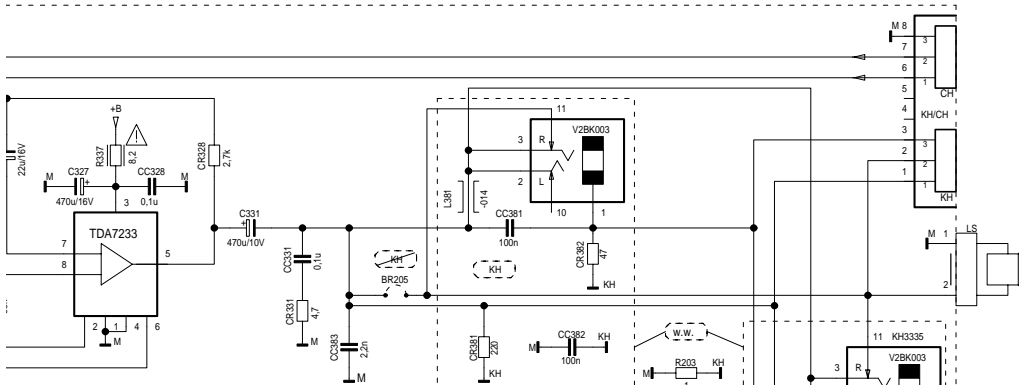 M 8
3
7
2
6
1
5
CH
4
KH/CH
3
3
2
2
1
1
KH
11
V2BK003
3
R
2
L
10
1
+B
R337
8,2
CR328
2,7k
22u/16V
M
C327
+
470u/16V
CC328
0,1u
M
3
TDA7233
7
8
5
2
1
4
6
M
C331
+
470u/10V
CC331
0,1u
CR331
4,7
M
L381
-014
CC381
100n
CR382
47
KH
KH
BR205
KH
CC383
2,2n
M
CR381
220
KH
CC382
M
KH
100n
w.w.
R203
M
KH
1
LS
M 1
2
11 KH3335
V2BK003
3
R